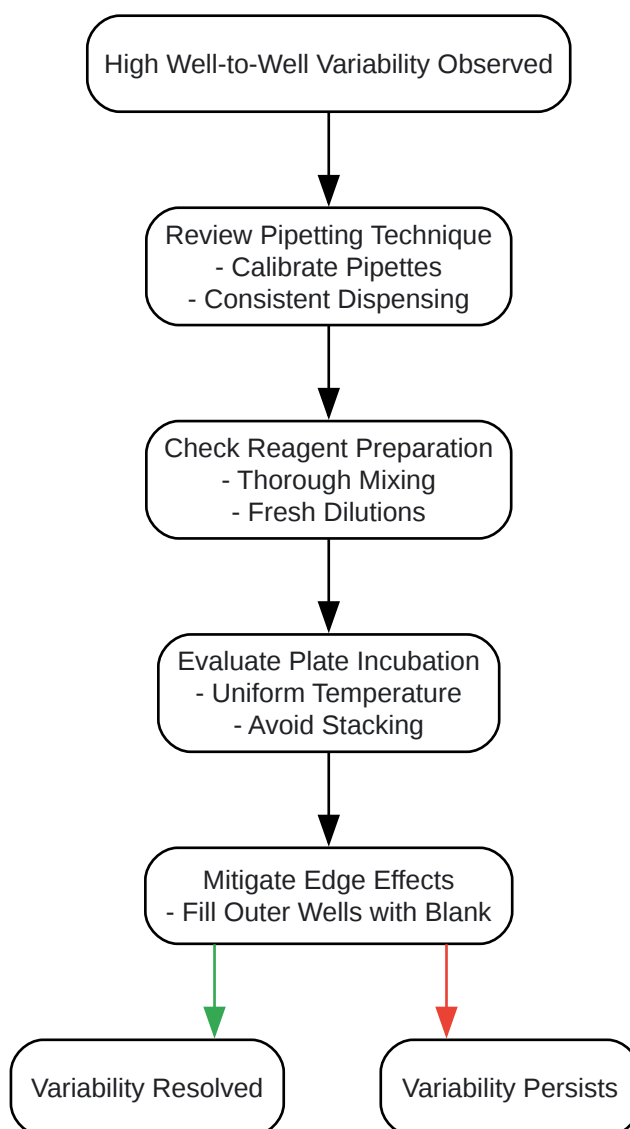 High Well-to-Well Variability Observed
Review Pipetting Technique
- Calibrate Pipettes
- Consistent Dispensing
Check Reagent Preparation
- Thorough Mixing
- Fresh Dilutions
Evaluate Plate Incubation
- Uniform Temperature
- Avoid Stacking
Mitigate Edge Effects
- Fill Outer Wells with Blank
Variability Resolved
Variability Persists